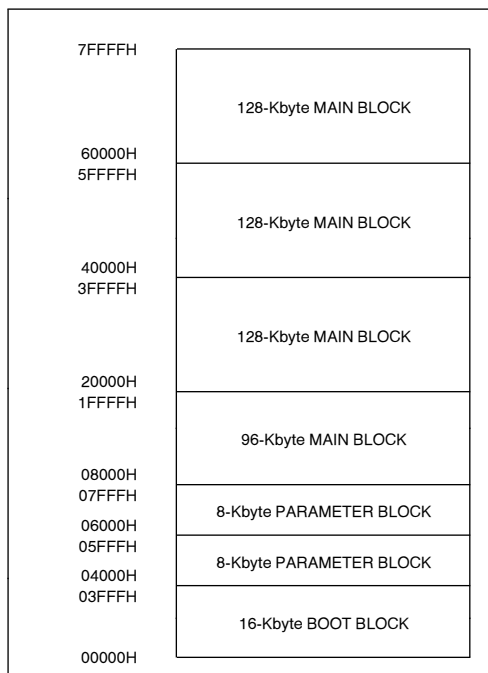 7FFFFH
128-Kbyte MAIN BLOCK
60000H
5FFFFH
128-Kbyte MAIN BLOCK
40000H
3FFFFH
128-Kbyte MAIN BLOCK
20000H
1FFFFH
96-Kbyte MAIN BLOCK
08000H
07FFFH
8-Kbyte PARAMETER BLOCK
06000H
05FFFH
8-Kbyte PARAMETER BLOCK
04000H
03FFFH
16-Kbyte BOOT BLOCK
00000H